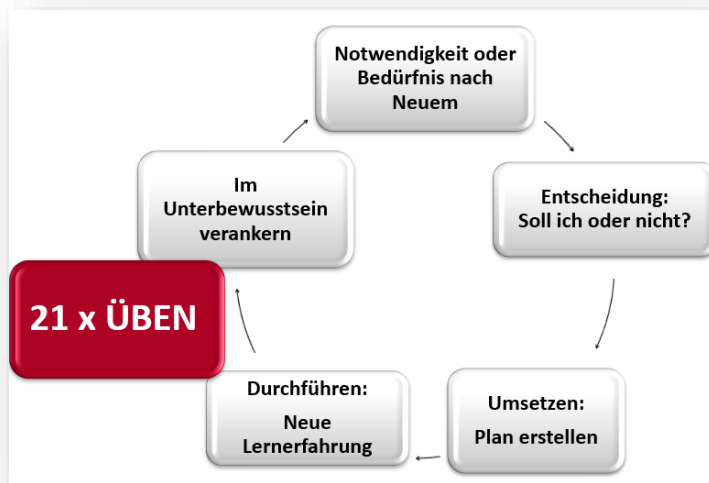 Notwendigkeit oder
Bedürfnis nach
Neuem
Entscheidung:
Soll ich oder nicht?
Umsetzen:
Plan erstellen
Durchführen:
Neue
Lernerfahrung
Im
Unterbewusstsein
verankern
21 x ÜBEN